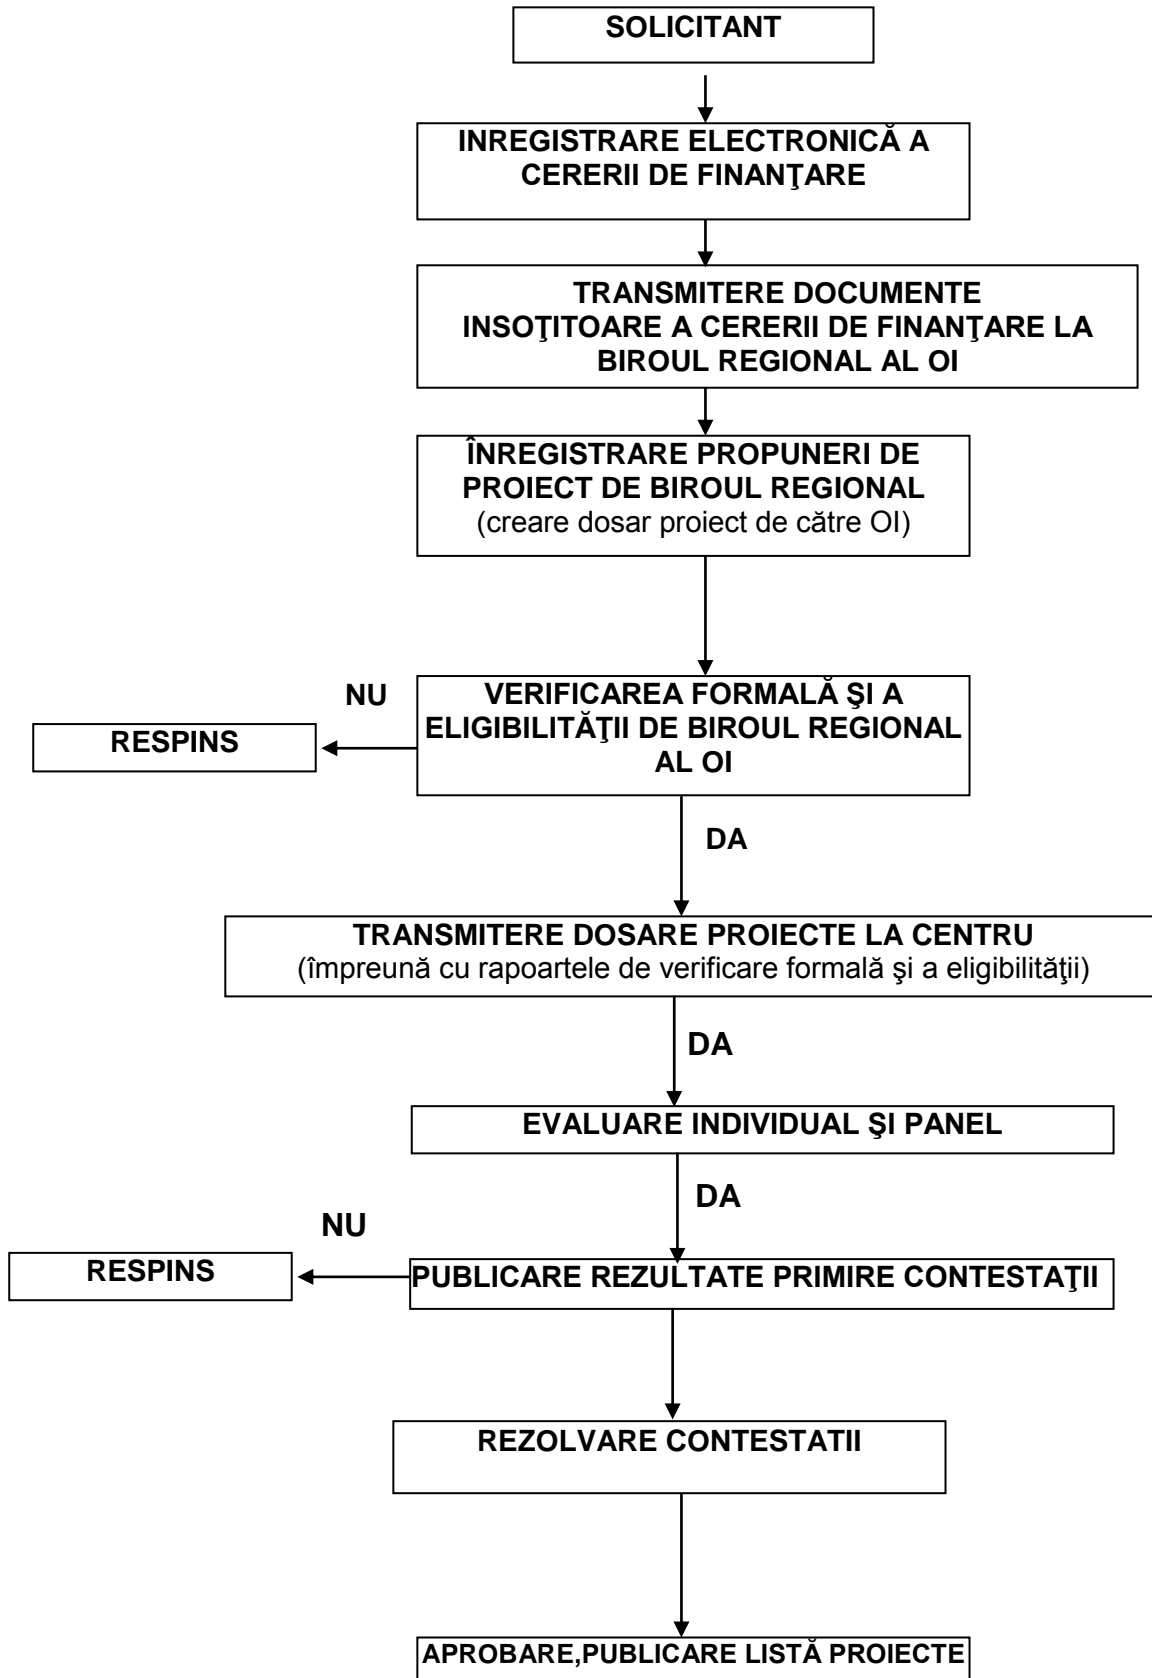 SOLICITANT
INREGISTRARE ELECTRONICĂ A
CERERII DE FINANŢARE
TRANSMITERE DOCUMENTE
INSOŢITOARE A CERERII DE FINANŢARE LA
BIROUL REGIONAL AL OI
ÎNREGISTRARE PROPUNERI DE
PROIECT DE BIROUL REGIONAL
(creare dosar proiect de către OI)
NU
VERIFICAREA FORMALĂ ŞI A
ELIGIBILITĂŢII DE BIROUL REGIONAL
AL OI
RESPINS
DA
TRANSMITERE DOSARE PROIECTE LA CENTRU
(împreună cu rapoartele de verificare formală şi a eligibilităţii)
DA
EVALUARE INDIVIDUAL ŞI PANEL
DA
NU
RESPINS
PUBLICARE REZULTATE PRIMIRE CONTESTAŢII
REZOLVARE CONTESTATII
APROBARE,PUBLICARE LISTĂ PROIECTE